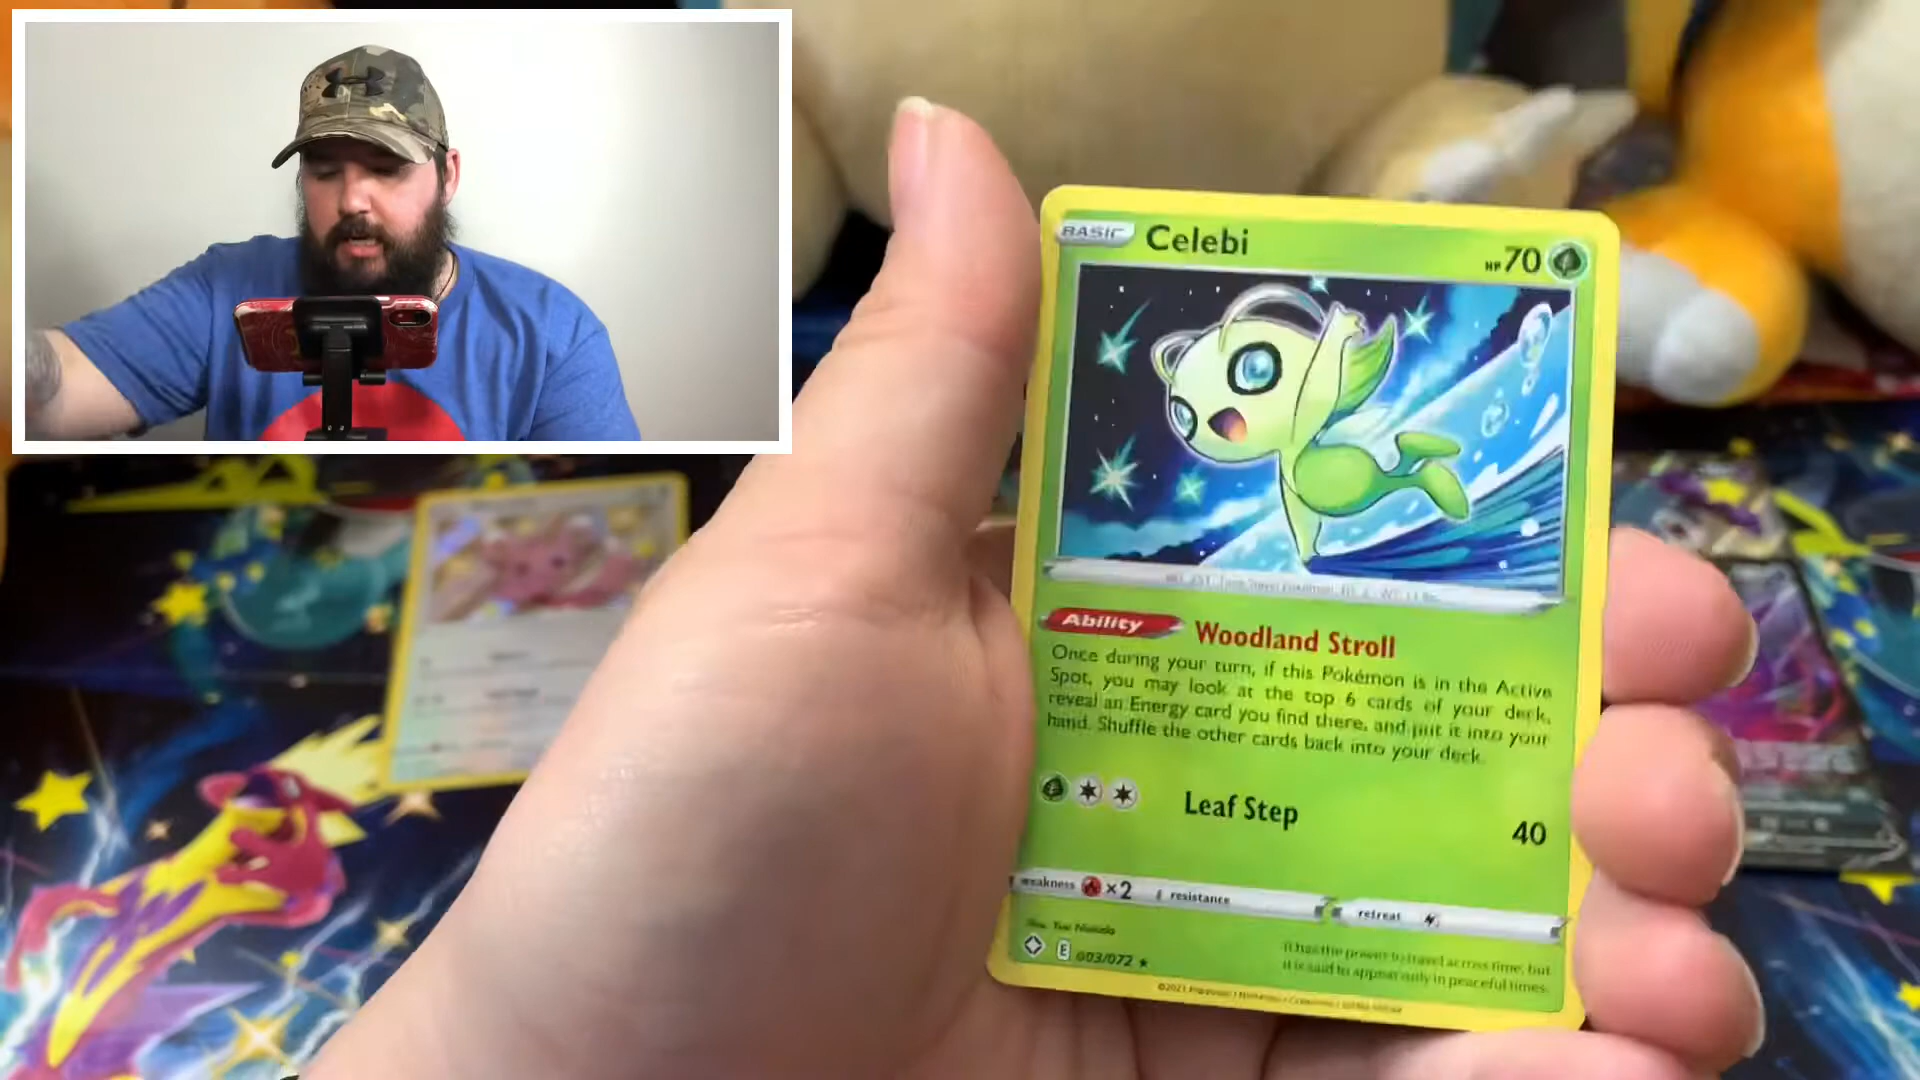 BASIC Celebi HP 70
Ability Woodland Stroll
Once during your turn, if this Pokémon is in the Active
Spot, you may look at the top 6 cards of your deck,
reveal an Energy card you find there, and put it into your
hand. Shuffle the other cards back into your deck.
Leaf Step 40
weakness ×2 resistance retreat
E 003/072 ★
It has the power to travel across time, but
it is said to appear only in peaceful times.